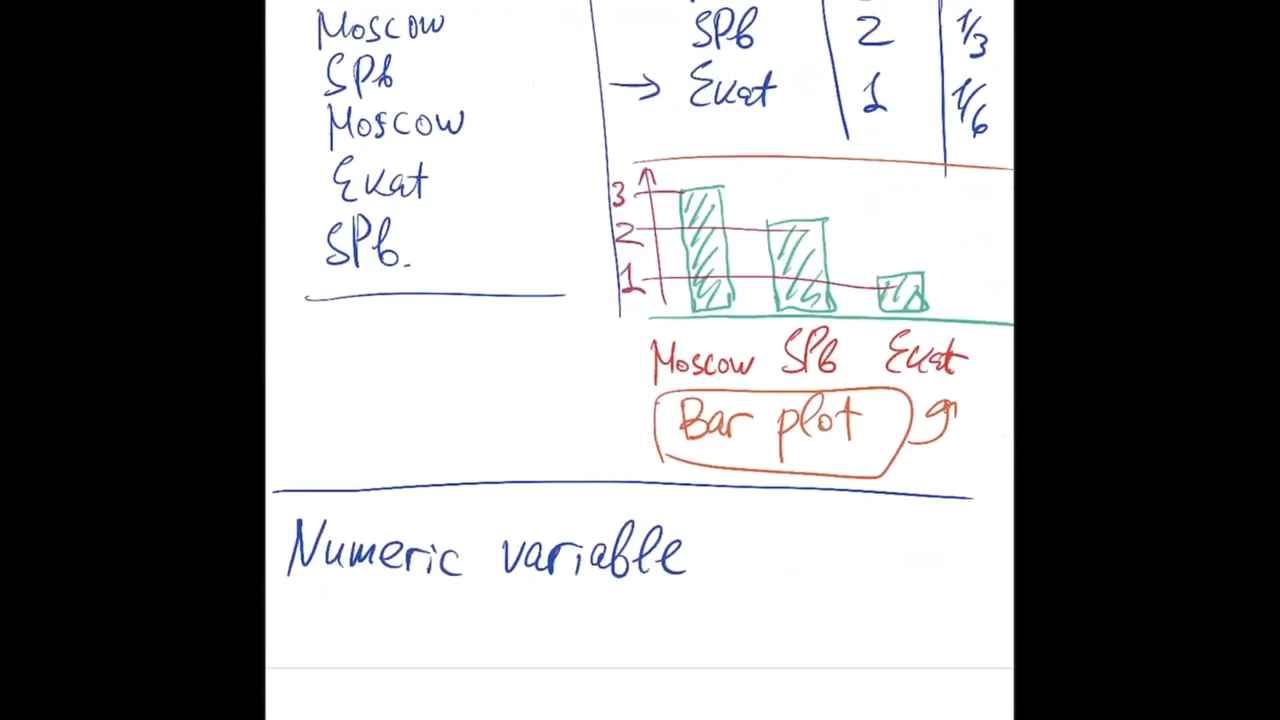 Moscow
SPb
Moscow
Ekat
SPb.
SPb 2 1/3
→ Ekat 1 1/6
3
2
1
Moscow SPb Ekat
Bar plot
Numeric variable